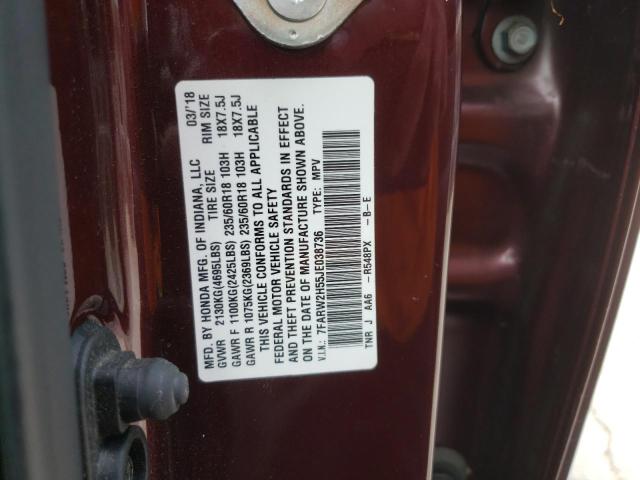 MFD. BY HONDA MFG. OF INDIANA, LLC 03/'18
GVWR 2130KG(4695LBS) TIRE SIZE RIM SIZE
GAWR F 1100KG(2425LBS) 235/60R18 103H 18X7.5J
GAWR R 1075KG(2369LBS) 235/60R18 103H 18X7.5J
THIS VEHICLE CONFORMS TO ALL APPLICABLE
FEDERAL MOTOR VEHICLE SAFETY
AND THEFT PREVENTION STANDARDS IN EFFECT
ON THE DATE OF MANUFACTURE SHOWN ABOVE.
V.I.N.: 7FARW2H55JE038736 TYPE: MPV
TNR J AA6 -R548PX -B-E